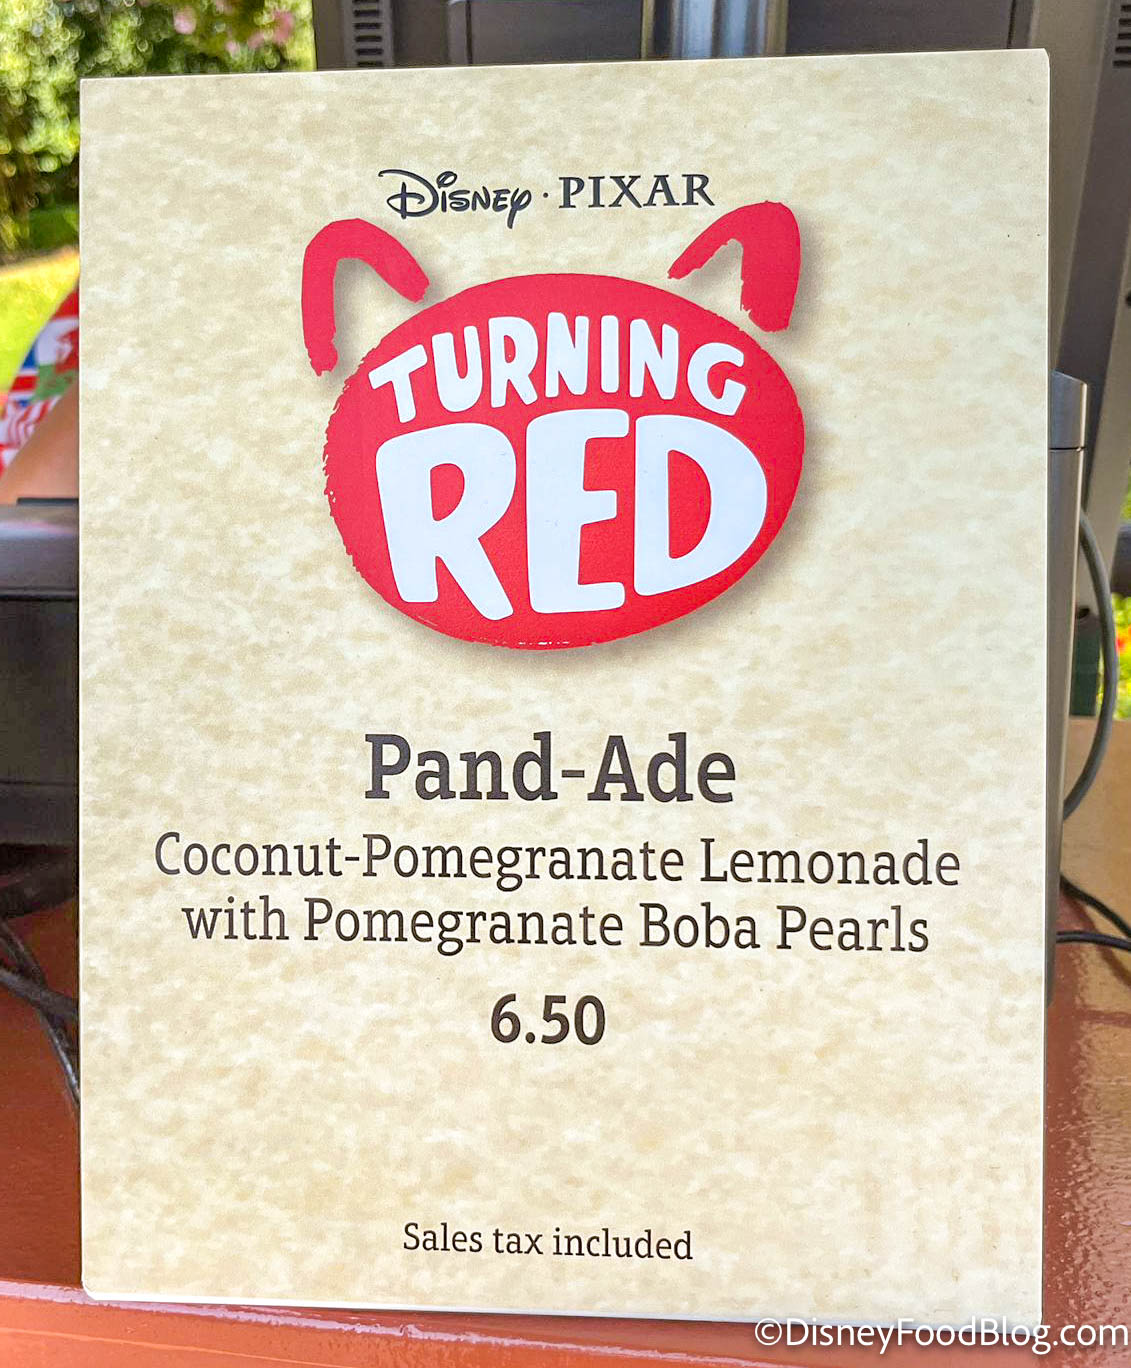 Disney · PIXAR
TURNING
RED
Pand-Ade
Coconut-Pomegranate Lemonade
with Pomegranate Boba Pearls
6.50
Sales tax included
©DisneyFoodBlog.com